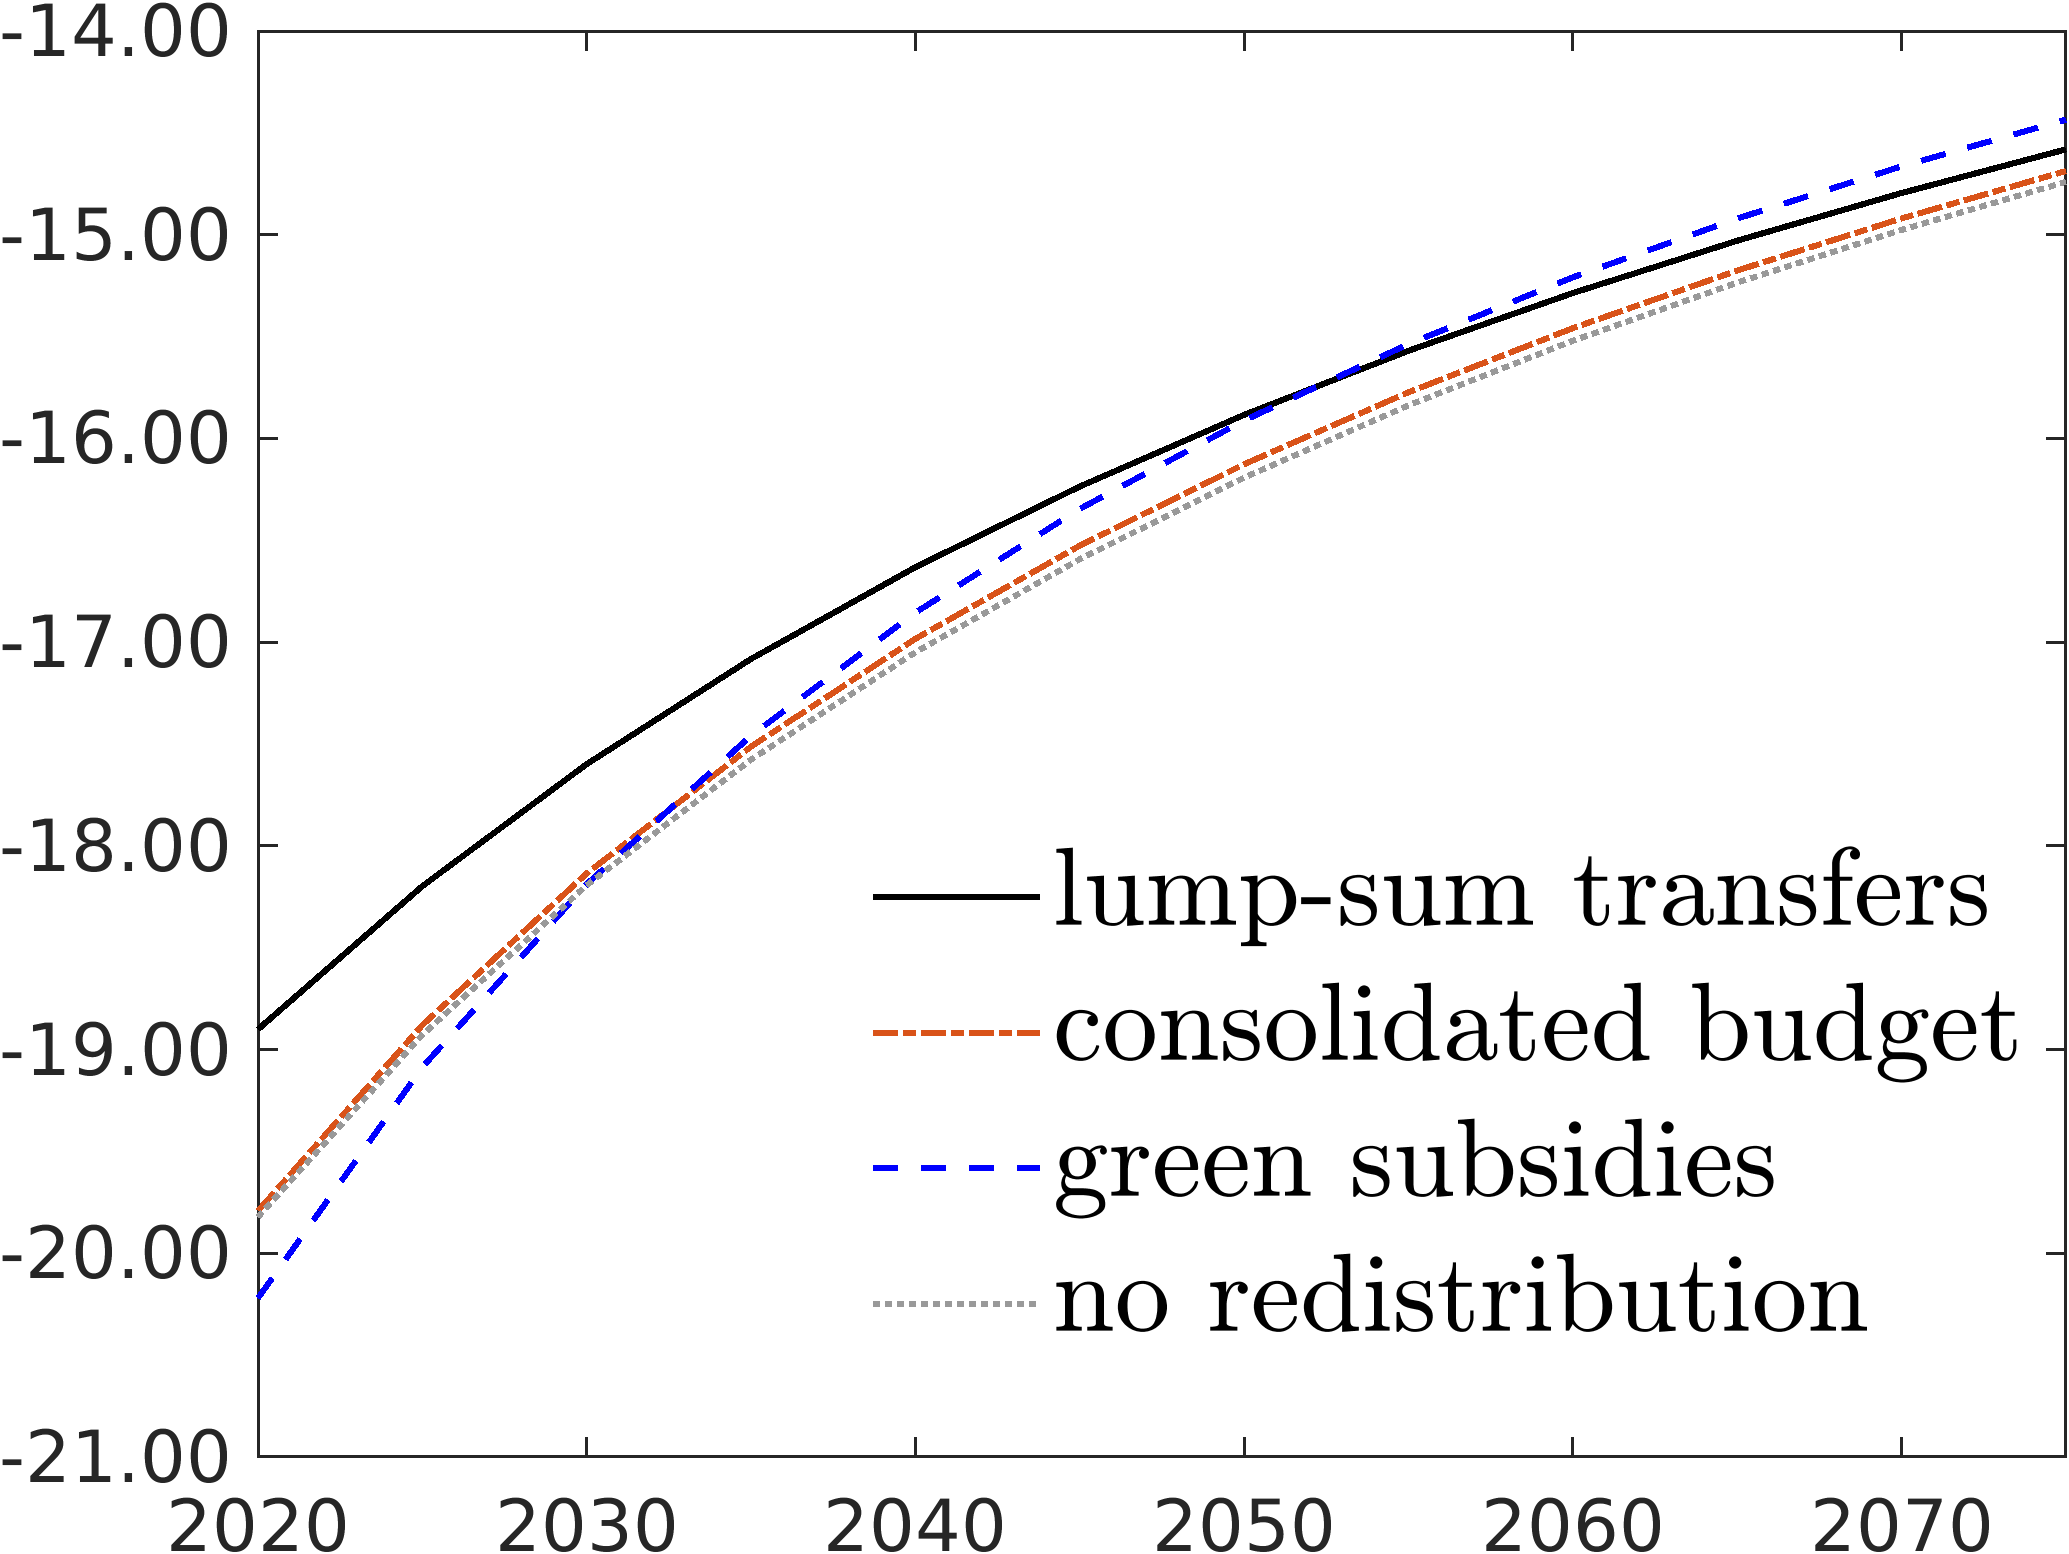 -14.00
-15.00
-16.00
-17.00
-18.00
-19.00
-20.00
-21.00
lump-sum transfers
consolidated budget
green subsidies
no redistribution
2020 2030 2040 2050 2060 2070